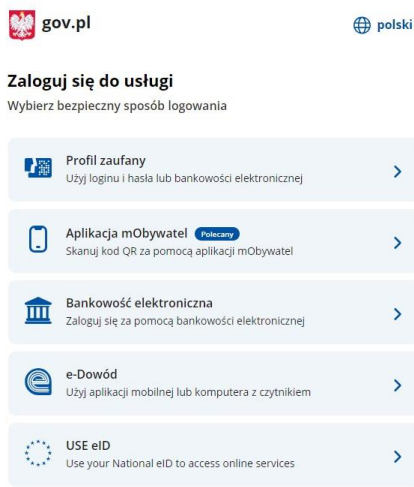 gov.pl
polski
Zaloguj się do usługi
Wybierz bezpieczny sposób logowania
Profil zaufany
Użyj loginu i hasła lub bankowości elektronicznej
Aplikacja mObywatel Polecany
Skanuj kod QR za pomocą aplikacji mObywatel
Bankowość elektroniczna
Zaloguj się za pomocą bankowości elektronicznej
e-Dowód
Użyj aplikacji mobilnej lub komputera z czytnikiem
USE eID
Use your National eID to access online services